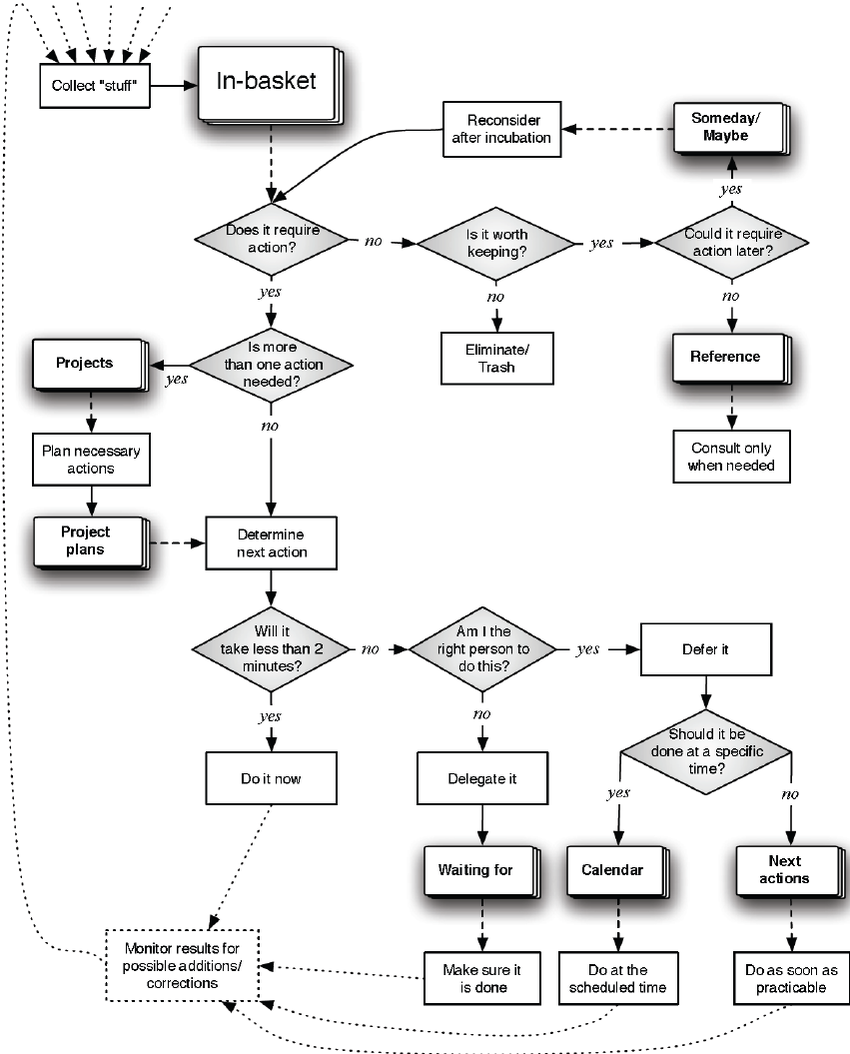 Collect "stuff"
In-basket
Reconsider
after incubation
Someday/
Maybe
yes
Does it require
action?
no
Is it worth
keeping?
yes
Could it require
action later?
yes
no
no
Is more
than one action
needed?
yes
Projects
Eliminate/
Trash
Reference
no
Plan necessary
actions
Consult only
when needed
Project
plans
Determine
next action
Will it
take less than 2
minutes?
no
Am I the
right person to
do this?
yes
Defer it
yes
no
Should it be
done at a specific
time?
Do it now
Delegate it
yes
no
Waiting for
Calendar
Next
actions
Monitor results for
possible additions/
corrections
Make sure it
is done
Do at the
scheduled time
Do as soon as
practicable